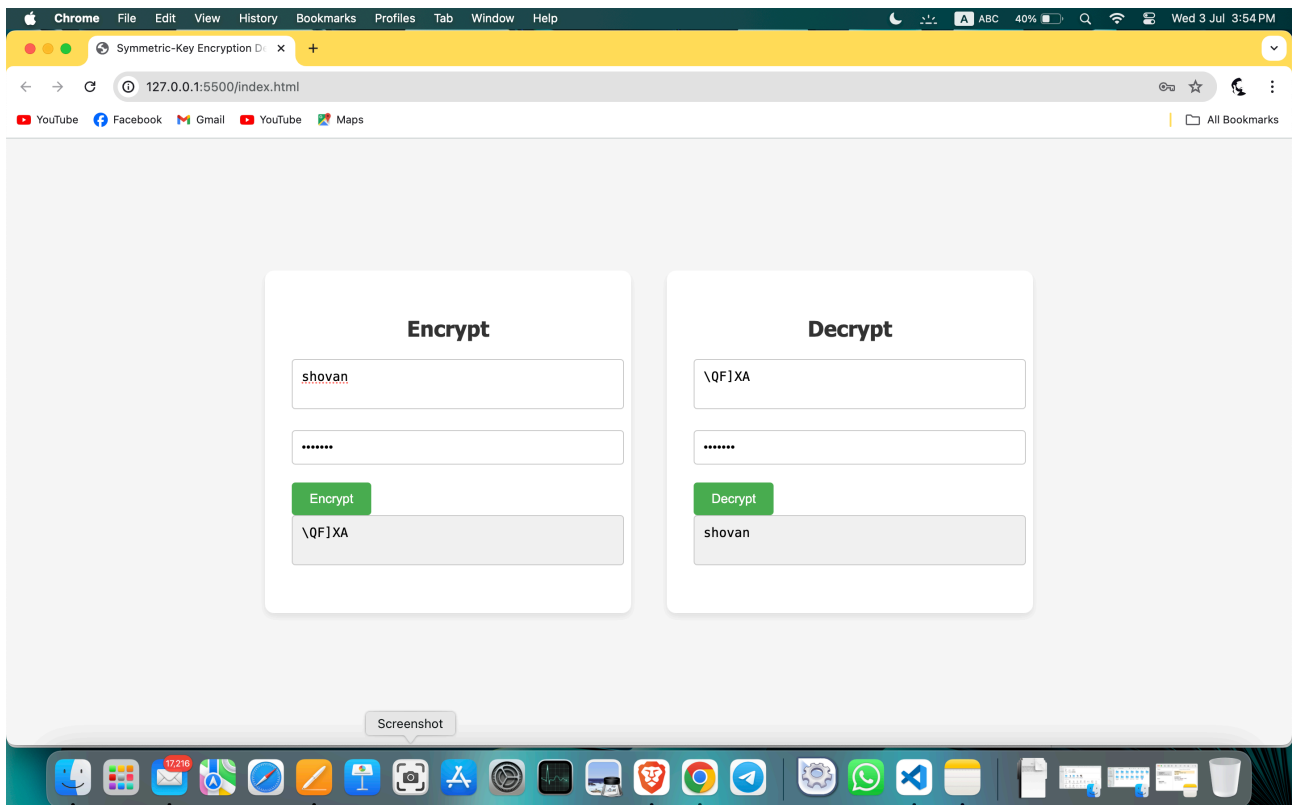 Chrome File Edit View History Bookmarks Profiles Tab Window Help A ABC 40% Wed 3 Jul 3:54 PM
Symmetric-Key Encryption De
127.0.0.1:5500/index.html
YouTube Facebook Gmail YouTube Maps All Bookmarks
Encrypt
shovan
•••••••
Encrypt
\QF]XA
Decrypt
\QF]XA
•••••••
Decrypt
shovan
Screenshot
17,216